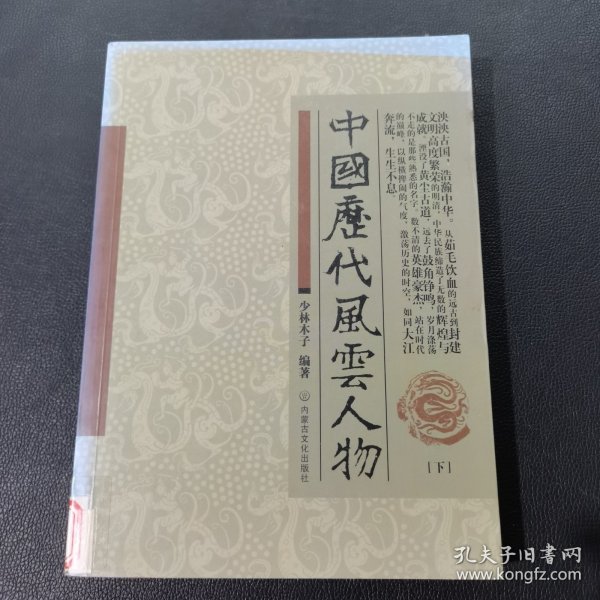 泱泱古国，浩瀚中华。从茹毛饮血的远古到封建
文明高度繁荣的明清，中华民族缔造了无数的辉煌与
成就。弹没了黄尘古道，远去了鼓角铮鸣，岁月涤荡
不走的是那些熟悉的名字。数不清的英雄豪杰，站在时代
的巅峰，以纵横捭阖的气度，激荡历史的时空，如同大江
奔流，生生不息。
中國歷代風雲人物
少林木子 编著
内蒙古文化出版社
[下]
孔夫子旧书网
www.kongfz.com